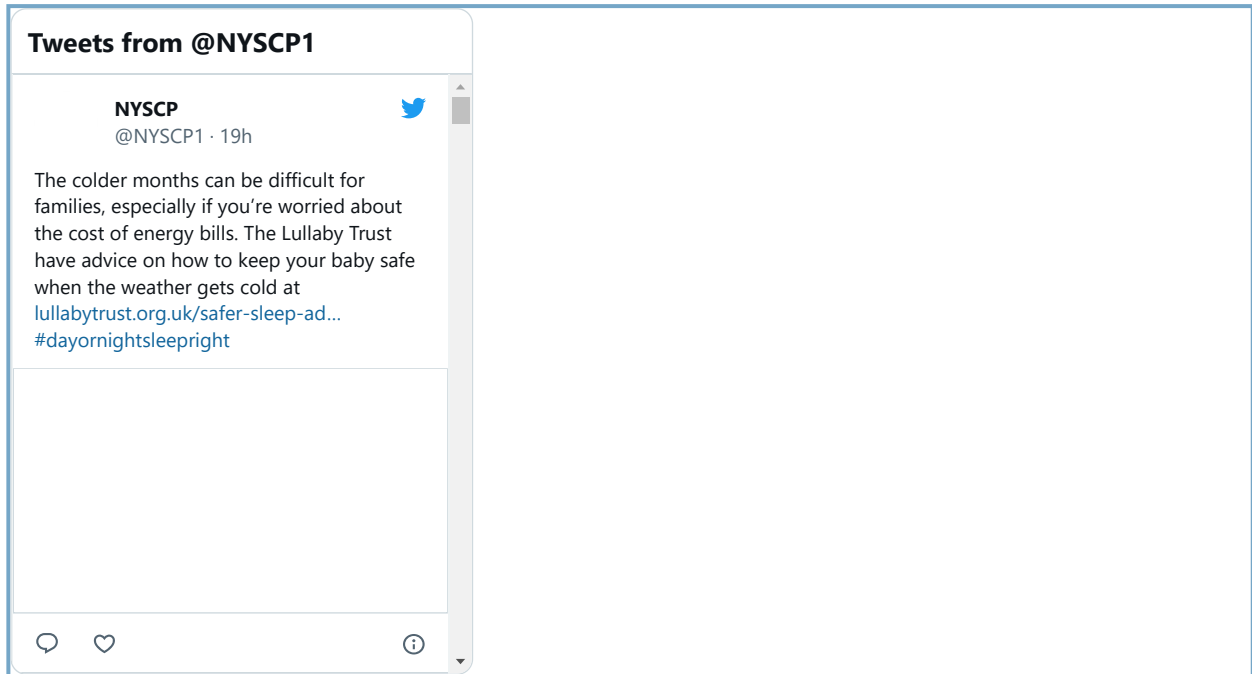 Tweets from @NYSCP1
NYSCP
@NYSCP1 · 19h
The colder months can be difficult for
families, especially if you’re worried about
the cost of energy bills. The Lullaby Trust
have advice on how to keep your baby safe
when the weather gets cold at
lullabytrust.org.uk/safer-sleep-ad…
#dayornightsleepright